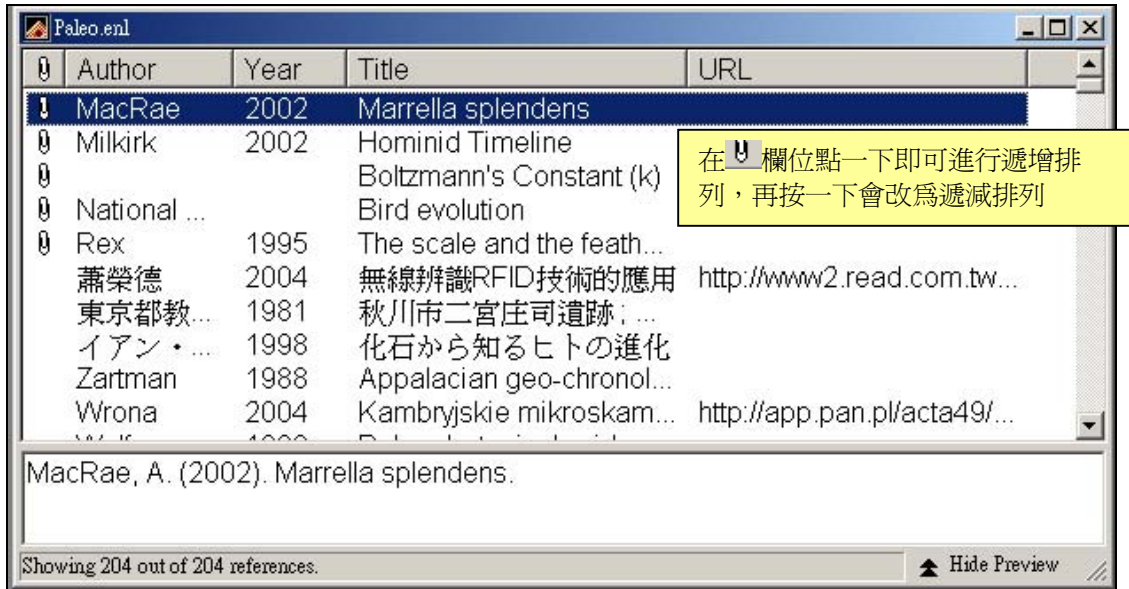 Paleo.enl
Author Year Title URL
MacRae 2002 Marrella splendens
Milkirk 2002 Hominid Timeline
Boltzmann's Constant (k)
National ... Bird evolution
Rex 1995 The scale and the feath...
蕭榮德 2004 無線辨識RFID技術的應用 http://www2.read.com.tw...
東京都教... 1981 秋川市二宮庄司遺跡 ; ...
イアン・... 1998 化石から知るヒトの進化
Zartman 1988 Appalacian geo-chronol...
Wrona 2004 Kambryjskie mikroskam... http://app.pan.pl/acta49/...
在 欄位點一下即可進行遞增排
列，再按一下會改爲遞減排列
MacRae, A. (2002). Marrella splendens.
Showing 204 out of 204 references.
Hide Preview